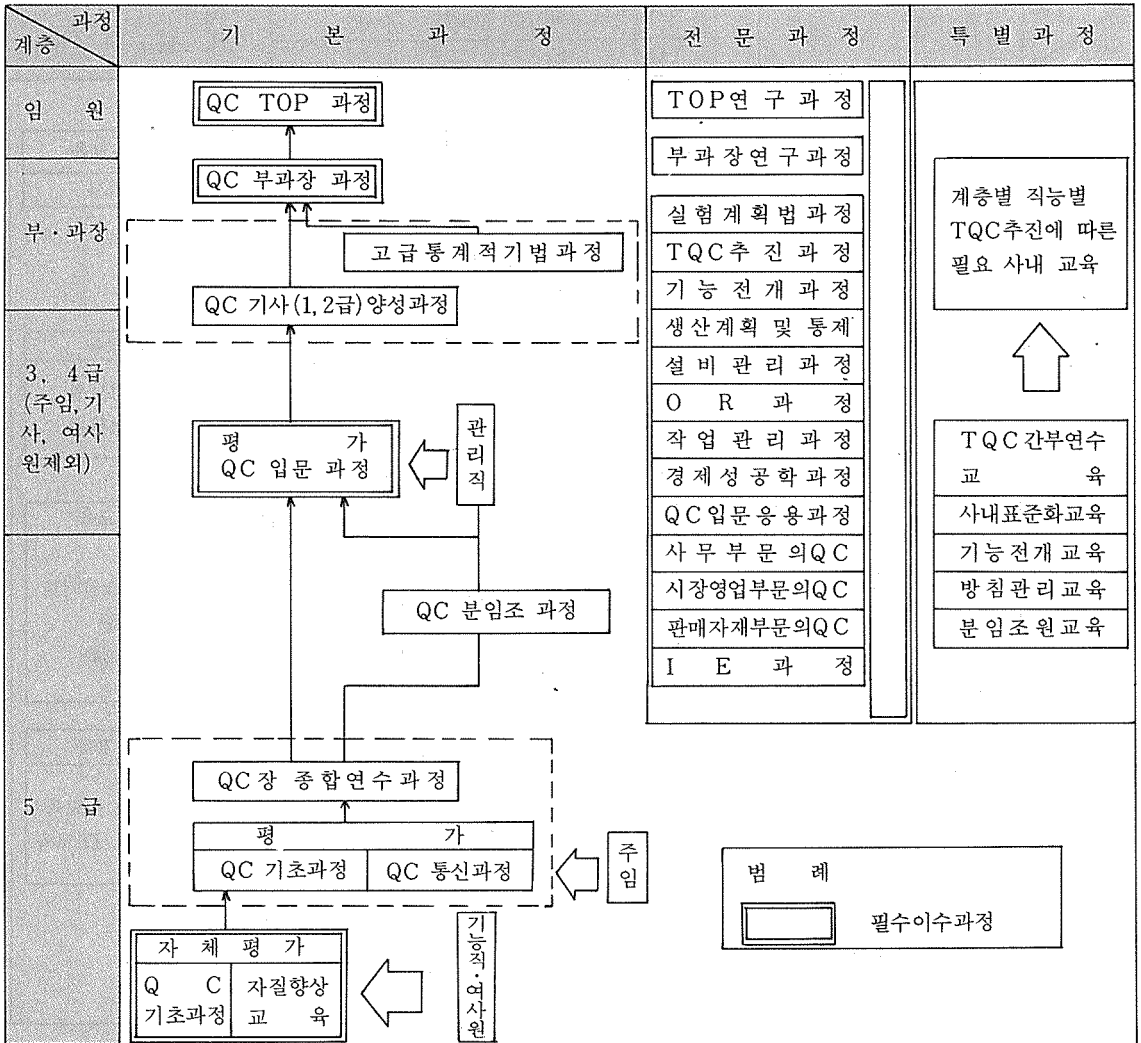 과정
계층
기 본 과 정
전 문 과 정
특 별 과 정
임 원
부·과장
3, 4급
(주임,기
사, 여사
원제외)
5 급
QC TOP 과정
QC 부과장 과정
고급통계적기법과정
QC 기사(1,2급)양성과정
평 가
QC 입문 과정
관리직
QC 분임조 과정
QC장 종합연수과정
평 가
QC 기초과정
QC 통신과정
주임
자 체 평 가
Q C
기초과정
자질향상
교 육
기능직·여사원
TOP연 구 과 정
부과장연구과정
실험계획법과정
TQC추 진 과 정
기 능 전 개 과 정
생산계획 및 통제
설 비 관 리 과 정
O R 과 정
작 업 관 리 과 정
경제성공학과정
QC입문응용과정
사 무 부 문 의QC
시장영업부문의QC
판매자재부문의QC
I E 과 정
계층별 직능별
TQC추진에 따른
필요 사내 교육
TQC간부연수
교 육
사내표준화교육
기 능 전 개 교 육
방 침 관 리 교 육
분 임 조 원 교 육
범 례
필수이수과정